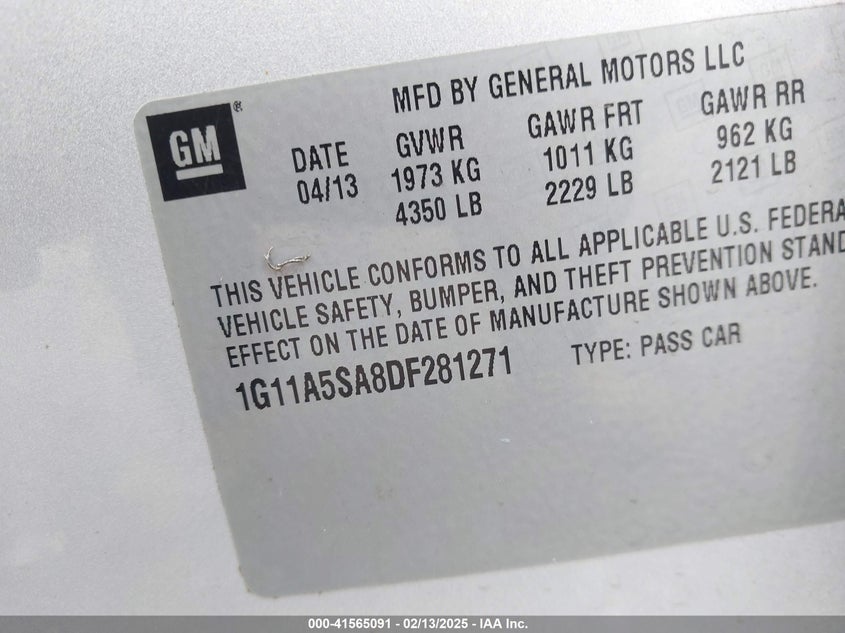 MFD BY GENERAL MOTORS LLC
GM®
DATE GVWR GAWR FRT GAWR RR
04/13 1973 KG 1011 KG 962 KG
4350 LB 2229 LB 2121 LB
THIS VEHICLE CONFORMS TO ALL APPLICABLE U.S. FEDERA
VEHICLE SAFETY, BUMPER, AND THEFT PREVENTION STAND
EFFECT ON THE DATE OF MANUFACTURE SHOWN ABOVE.
1G11A5SA8DF281271 TYPE: PASS CAR
000-41565091 - 02/13/2025 - IAA Inc.